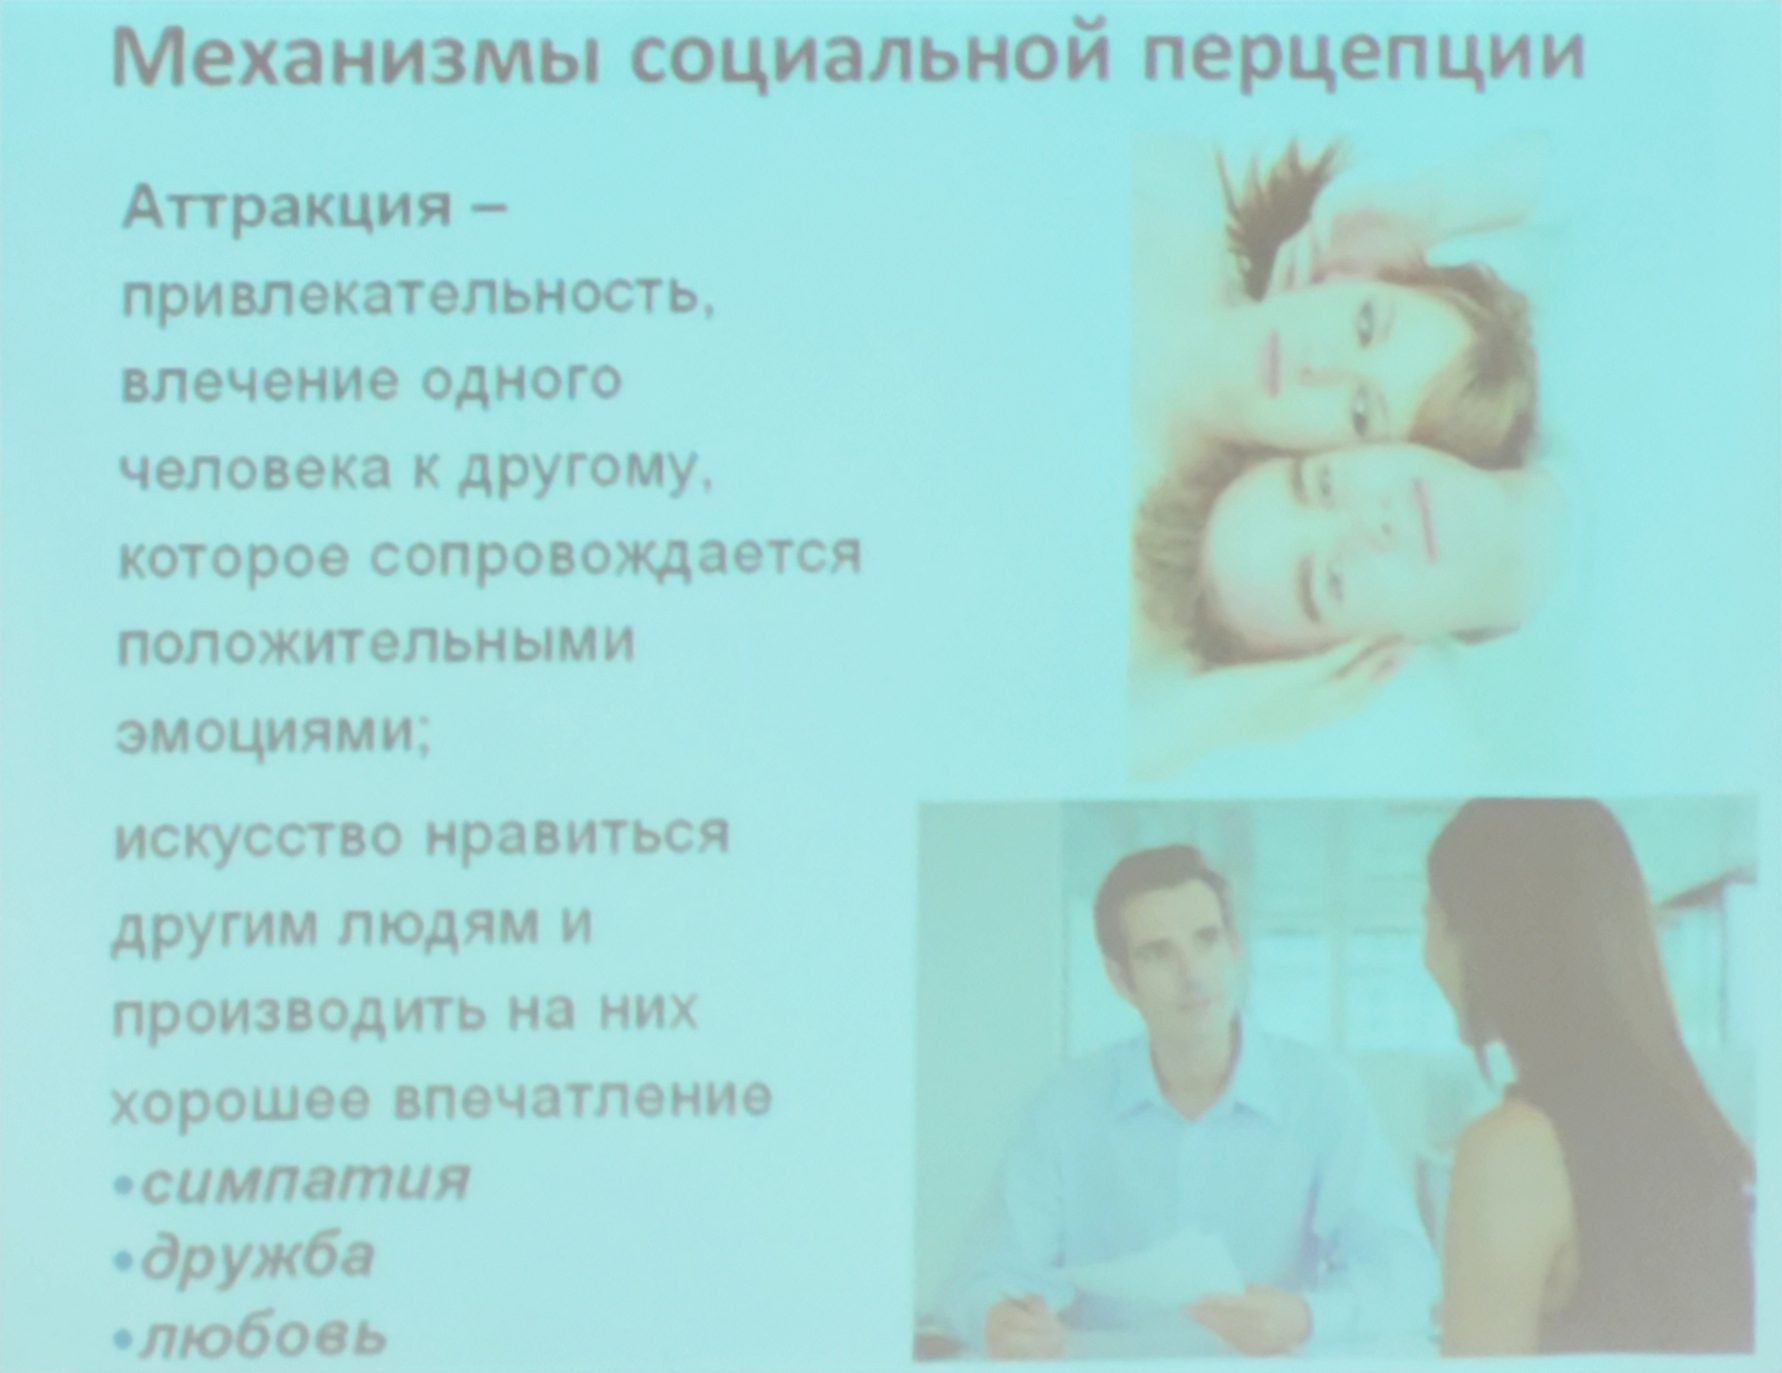 Механизмы социальной перцепции
Аттракция –
привлекательность,
влечение одного
человека к другому,
которое сопровождается
положительными
эмоциями;
искусство нравиться
другим людям и
производить на них
хорошее впечатление
•симпатия
•дружба
•любовь